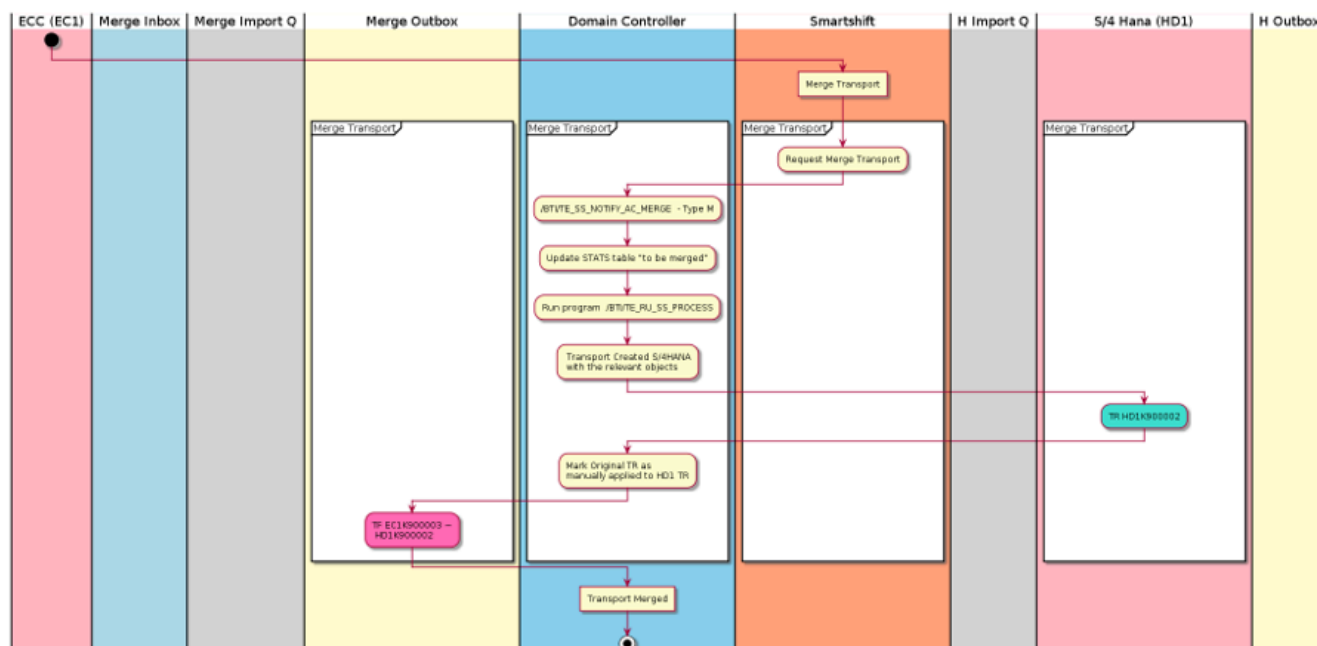 ECC (EC1) Merge Inbox Merge Import Q Merge Outbox Domain Controller Smartshift H Import Q S/4 Hana (HD1) H Outbox
Merge Transport
Merge Transport Merge Transport Merge Transport Merge Transport
Request Merge Transport
/BTI/TE_SS_NOTIFY_AC_MERGE - Type M
Update STATS table "to be merged"
Run program /BTI/TE_RU_SS_PROCESS
Transport Created S/4HANA
with the relevant objects
TR HD1K900002
Mark Original TR as
manually applied to HD1 TR
TF EC1K900003 —
HD1K900002
Transport Merged